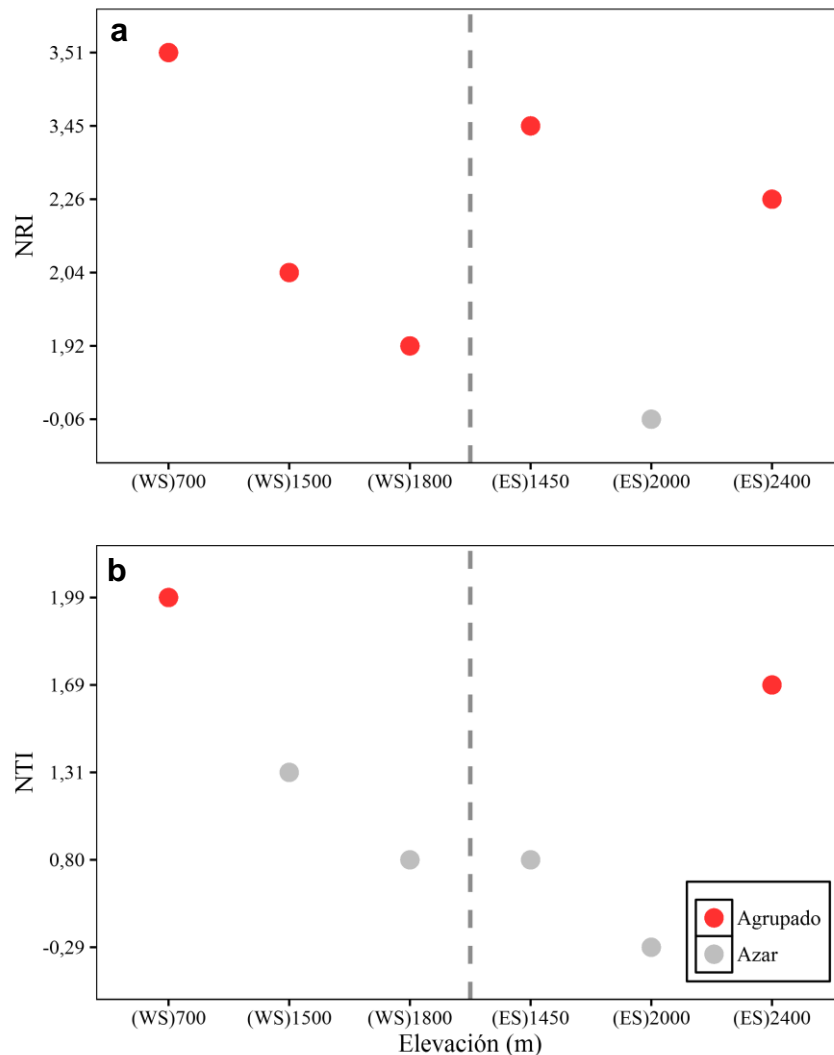 a
3,51
3,45
2,26
2,04
1,92
-0,06
NRI
(WS)700 (WS)1500 (WS)1800 (ES)1450 (ES)2000 (ES)2400
b
1,99
1,69
1,31
0,80
-0,29
NTI
Agrupado
Azar
(WS)700 (WS)1500 (WS)1800 (ES)1450 (ES)2000 (ES)2400
Elevación (m)